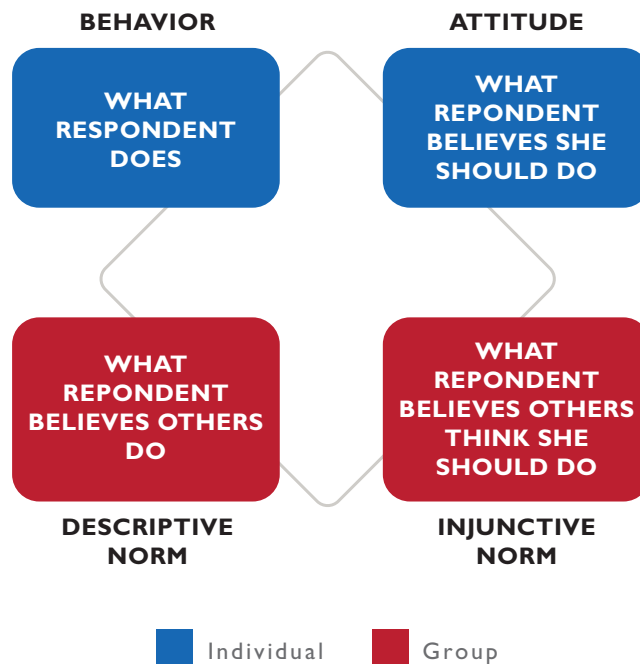 BEHAVIOR
WHAT
RESPONDENT
DOES
ATTITUDE
WHAT
REPONDENT
BELIEVES SHE
SHOULD DO
WHAT
REPONDENT
BELIEVES OTHERS
DO
DESCRIPTIVE
NORM
WHAT
REPONDENT
BELIEVES OTHERS
THINK SHE
SHOULD DO
INJUNCTIVE
NORM
Individual
Group